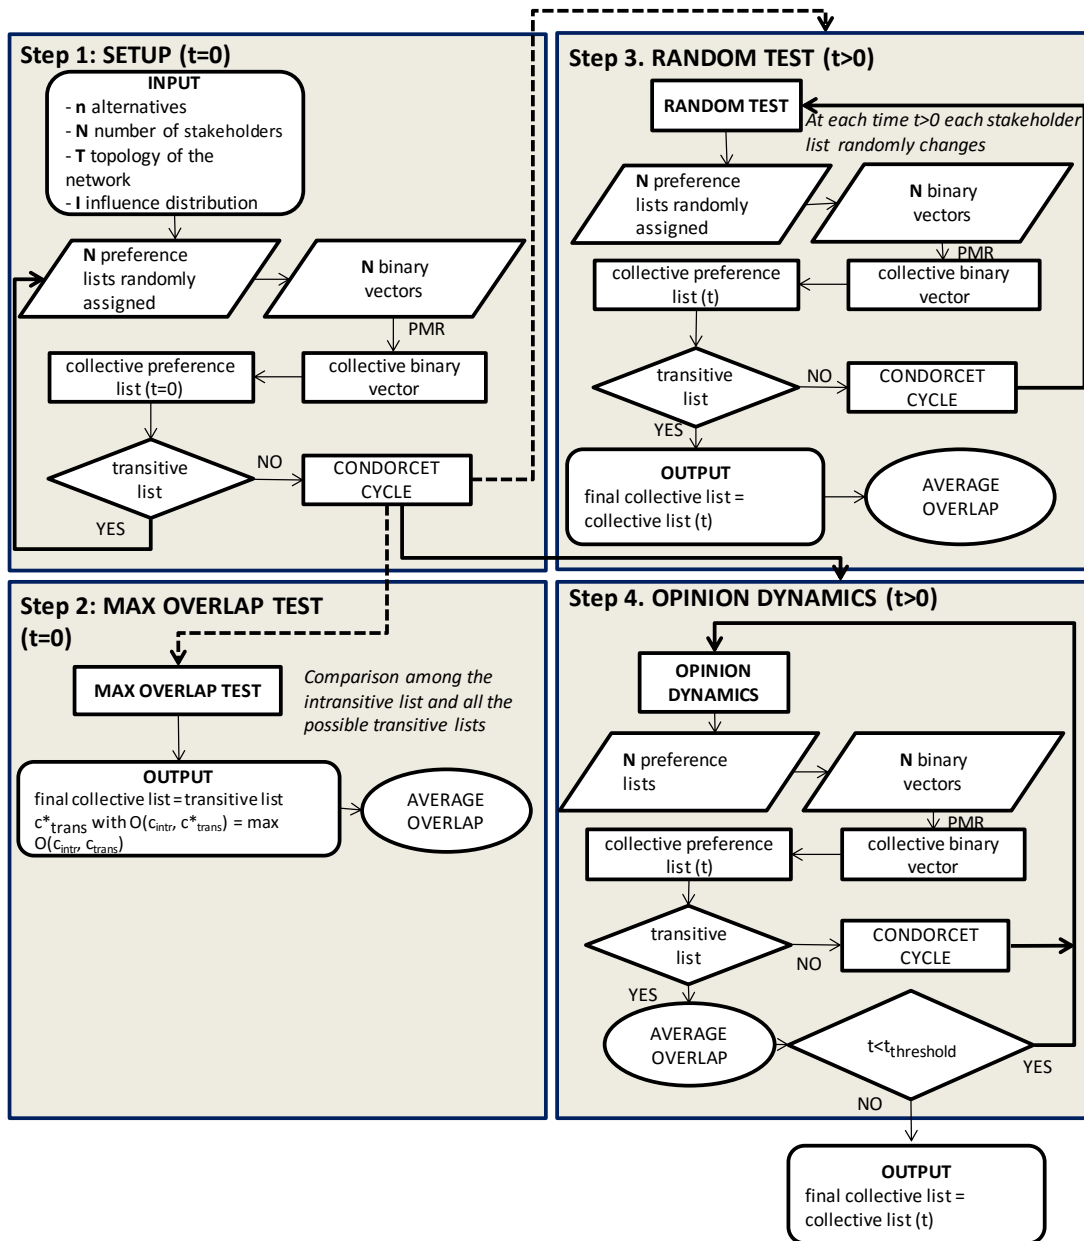 Step 1: SETUP (t=0)
INPUT
- n alternatives
- N number of stakeholders
- T topology of the
network
- I influence distribution
N preference
lists randomly
assigned
N binary
vectors
PMR
collective preference
list (t=0)
collective binary
vector
transitive
list
NO
CONDORCET
CYCLE
YES
Step 2: MAX OVERLAP TEST
(t=0)
MAX OVERLAP TEST
Comparison among the
intransitive list and all the
possible transitive lists
OUTPUT
final collective list = transitive list
c*trans with O(cintr, c*trans) = max
O(cintr, ctrans)
AVERAGE
OVERLAP
Step 3. RANDOM TEST (t>0)
RANDOM TEST
At each time t>0 each stakeholder
list randomly changes
N preference
lists randomly
assigned
N binary
vectors
PMR
collective preference
list (t)
collective binary
vector
transitive
list
NO
CONDORCET
CYCLE
YES
OUTPUT
final collective list =
collective list (t)
AVERAGE
OVERLAP
Step 4. OPINION DYNAMICS (t>0)
OPINION
DYNAMICS
N preference
lists
N binary
vectors
PMR
collective preference
list (t)
collective binary
vector
transitive
list
NO
CONDORCET
CYCLE
YES
AVERAGE
OVERLAP
t<tthreshold
YES
NO
OUTPUT
final collective list =
collective list (t)